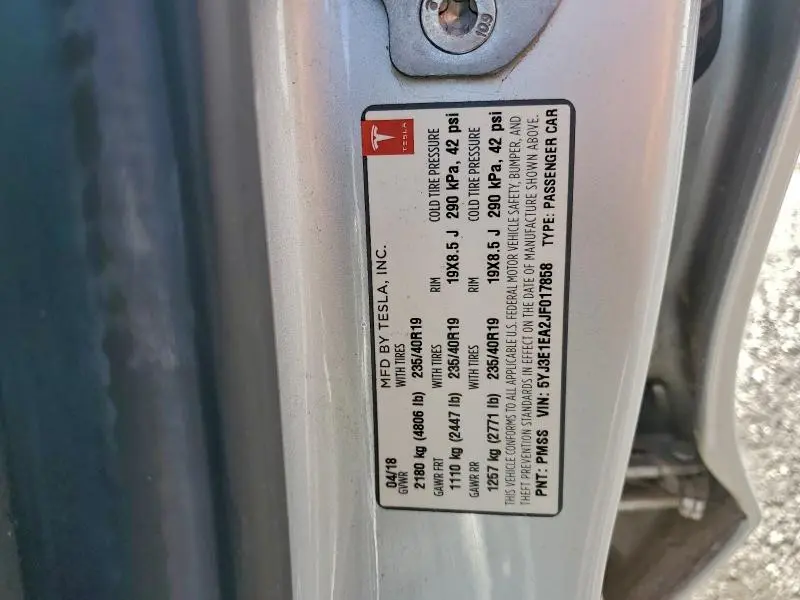 109
TESLA
MFD BY TESLA, INC.
04/18
GVWR WITH TIRES RIM COLD TIRE PRESSURE
2180 kg (4806 lb) 235/40R19 19X8.5 J 290 kPa, 42 psi
GAWR FRT WITH TIRES RIM COLD TIRE PRESSURE
1110 kg (2447 lb) 235/40R19 19X8.5 J 290 kPa, 42 psi
GAWR RR
1257 kg (2771 lb) 235/40R19
THIS VEHICLE CONFORMS TO ALL APPLICABLE U.S. FEDERAL MOTOR VEHICLE SAFETY, BUMPER, AND
THEFT PREVENTION STANDARDS IN EFFECT ON THE DATE OF MANUFACTURE SHOWN ABOVE.
PNT: PMSS VIN: 5YJ3E1EA2JF017858 TYPE: PASSENGER CAR